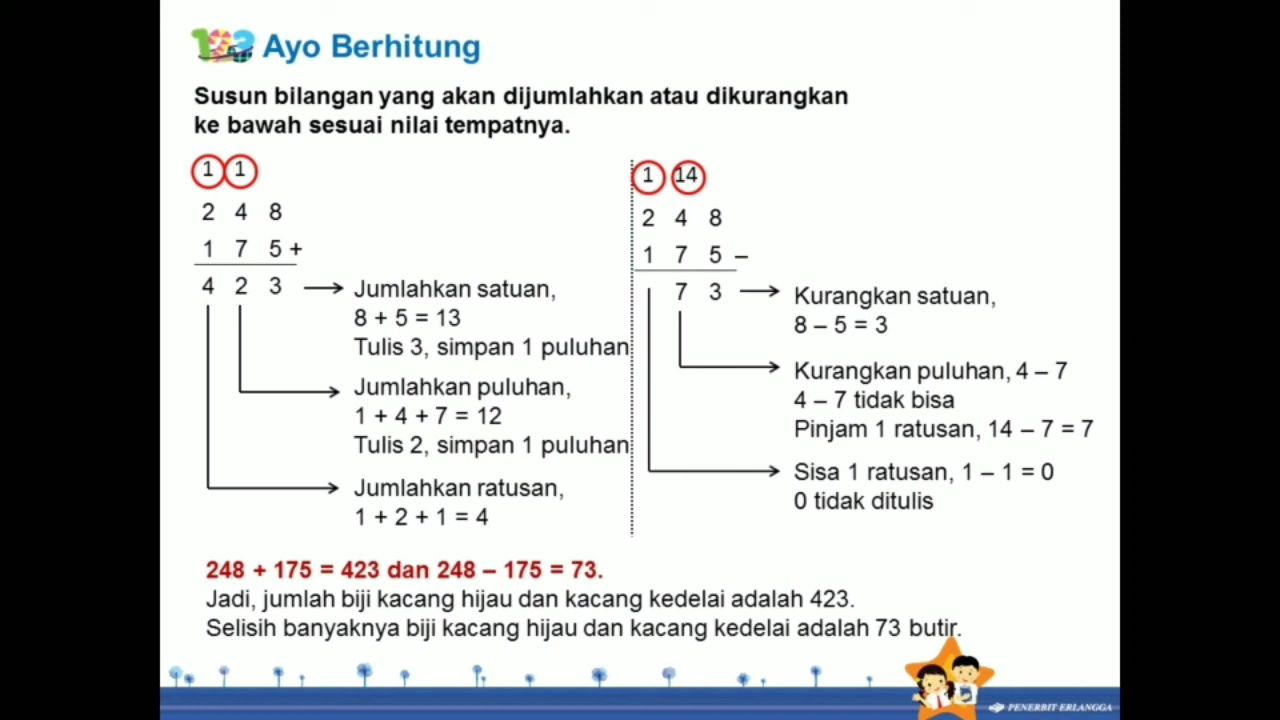 123 Ayo Berhitung
Susun bilangan yang akan dijumlahkan atau dikurangkan
ke bawah sesuai nilai tempatnya.
1 1
2 4 8
1 7 5 +
4 2 3
Jumlahkan satuan,
8 + 5 = 13
Tulis 3, simpan 1 puluhan
Jumlahkan puluhan,
1 + 4 + 7 = 12
Tulis 2, simpan 1 puluhan
Jumlahkan ratusan,
1 + 2 + 1 = 4
1 14
2 4 8
1 7 5 –
7 3
Kurangkan satuan,
8 – 5 = 3
Kurangkan puluhan, 4 – 7
4 – 7 tidak bisa
Pinjam 1 ratusan, 14 – 7 = 7
Sisa 1 ratusan, 1 – 1 = 0
0 tidak ditulis
248 + 175 = 423 dan 248 – 175 = 73.
Jadi, jumlah biji kacang hijau dan kacang kedelai adalah 423.
Selisih banyaknya biji kacang hijau dan kacang kedelai adalah 73 butir.
PENERBIT ERLANGGA